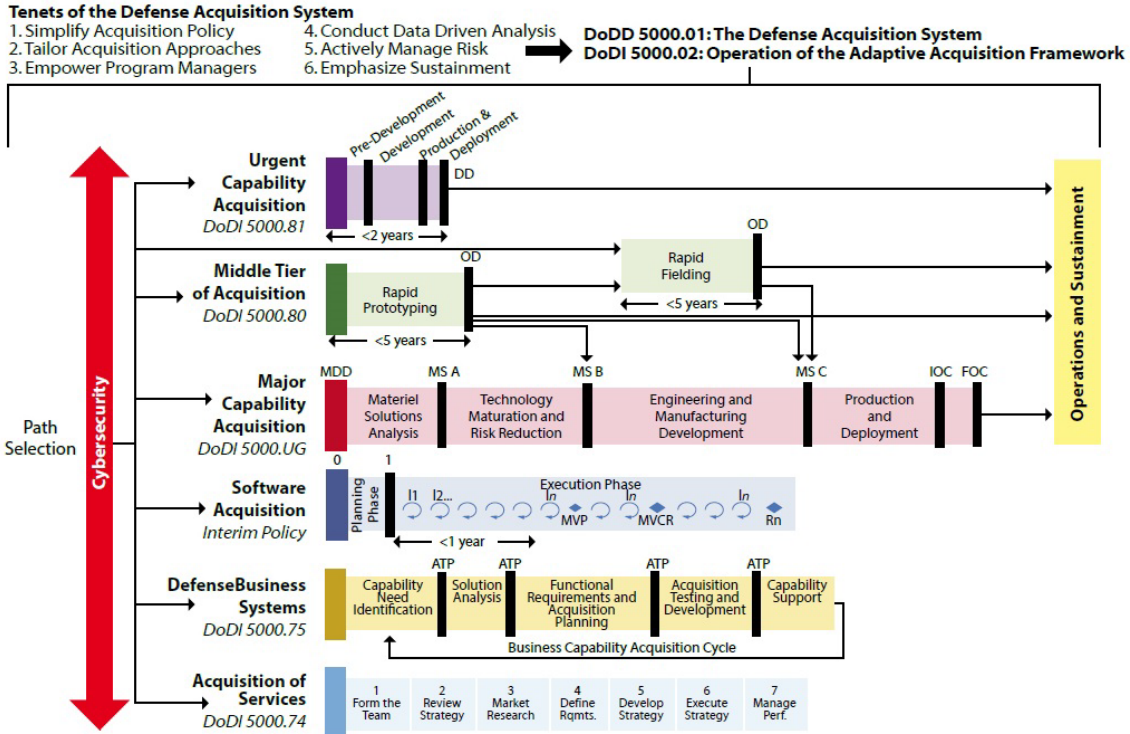 Tenets of the Defense Acquisition System
1. Simplify Acquisition Policy
2. Tailor Acquisition Approaches
3. Empower Program Managers
4. Conduct Data Driven Analysis
5. Actively Manage Risk
6. Emphasize Sustainment
DoDD 5000.01: The Defense Acquisition System
DoDI 5000.02: Operation of the Adaptive Acquisition Framework
Path
Selection
Cybersecurity
Operations and Sustainment
Urgent
Capability
Acquisition
DoDI 5000.81
Pre-Development
Development
Production &
Deployment
DD
<2 years
Middle Tier
of Acquisition
DoDI 5000.80
Rapid
Prototyping
OD
<5 years
Rapid
Fielding
OD
<5 years
Major
Capability
Acquisition
DoDI 5000.UG
MDD
Materiel
Solutions
Analysis
MS A
Technology
Maturation and
Risk Reduction
MS B
Engineering and
Manufacturing
Development
MS C
Production
and
Deployment
IOC
FOC
Software
Acquisition
Interim Policy
0
Planning
Phase
1
Execution Phase
I1
I2...
In
MVP
In
MVCR
In
Rn
<1 year
DefenseBusiness
Systems
DoDI 5000.75
Capability
Need
Identification
ATP
Solution
Analysis
ATP
Functional
Requirements and
Acquisition
Planning
ATP
Acquisition
Testing and
Development
ATP
Capability
Support
Business Capability Acquisition Cycle
Acquisition of
Services
DoDI 5000.74
1
Form the
Team
2
Review
Strategy
3
Market
Research
4
Define
Rqmts.
5
Develop
Strategy
6
Execute
Strategy
7
Manage
Perf.